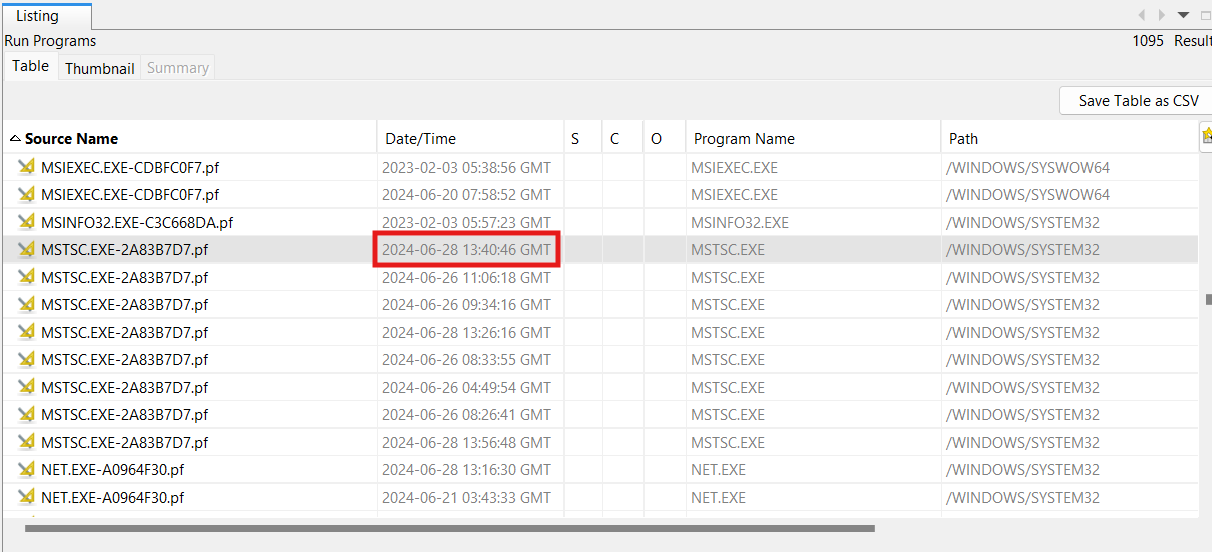 Listing
Run Programs 1095 Result
Table Thumbnail Summary
Save Table as CSV
Source Name Date/Time S C O Program Name Path
MSIEXEC.EXE-CDBFC0F7.pf 2023-02-03 05:38:56 GMT MSIEXEC.EXE /WINDOWS/SYSWOW64
MSIEXEC.EXE-CDBFC0F7.pf 2024-06-20 07:58:52 GMT MSIEXEC.EXE /WINDOWS/SYSWOW64
MSINFO32.EXE-C3C668DA.pf 2023-02-03 05:57:23 GMT MSINFO32.EXE /WINDOWS/SYSTEM32
MSTSC.EXE-2A83B7D7.pf 2024-06-28 13:40:46 GMT MSTSC.EXE /WINDOWS/SYSTEM32
MSTSC.EXE-2A83B7D7.pf 2024-06-26 11:06:18 GMT MSTSC.EXE /WINDOWS/SYSTEM32
MSTSC.EXE-2A83B7D7.pf 2024-06-26 09:34:16 GMT MSTSC.EXE /WINDOWS/SYSTEM32
MSTSC.EXE-2A83B7D7.pf 2024-06-28 13:26:16 GMT MSTSC.EXE /WINDOWS/SYSTEM32
MSTSC.EXE-2A83B7D7.pf 2024-06-26 08:33:55 GMT MSTSC.EXE /WINDOWS/SYSTEM32
MSTSC.EXE-2A83B7D7.pf 2024-06-26 04:49:54 GMT MSTSC.EXE /WINDOWS/SYSTEM32
MSTSC.EXE-2A83B7D7.pf 2024-06-26 08:26:41 GMT MSTSC.EXE /WINDOWS/SYSTEM32
MSTSC.EXE-2A83B7D7.pf 2024-06-28 13:56:48 GMT MSTSC.EXE /WINDOWS/SYSTEM32
NET.EXE-A0964F30.pf 2024-06-28 13:16:30 GMT NET.EXE /WINDOWS/SYSTEM32
NET.EXE-A0964F30.pf 2024-06-21 03:43:33 GMT NET.EXE /WINDOWS/SYSTEM32